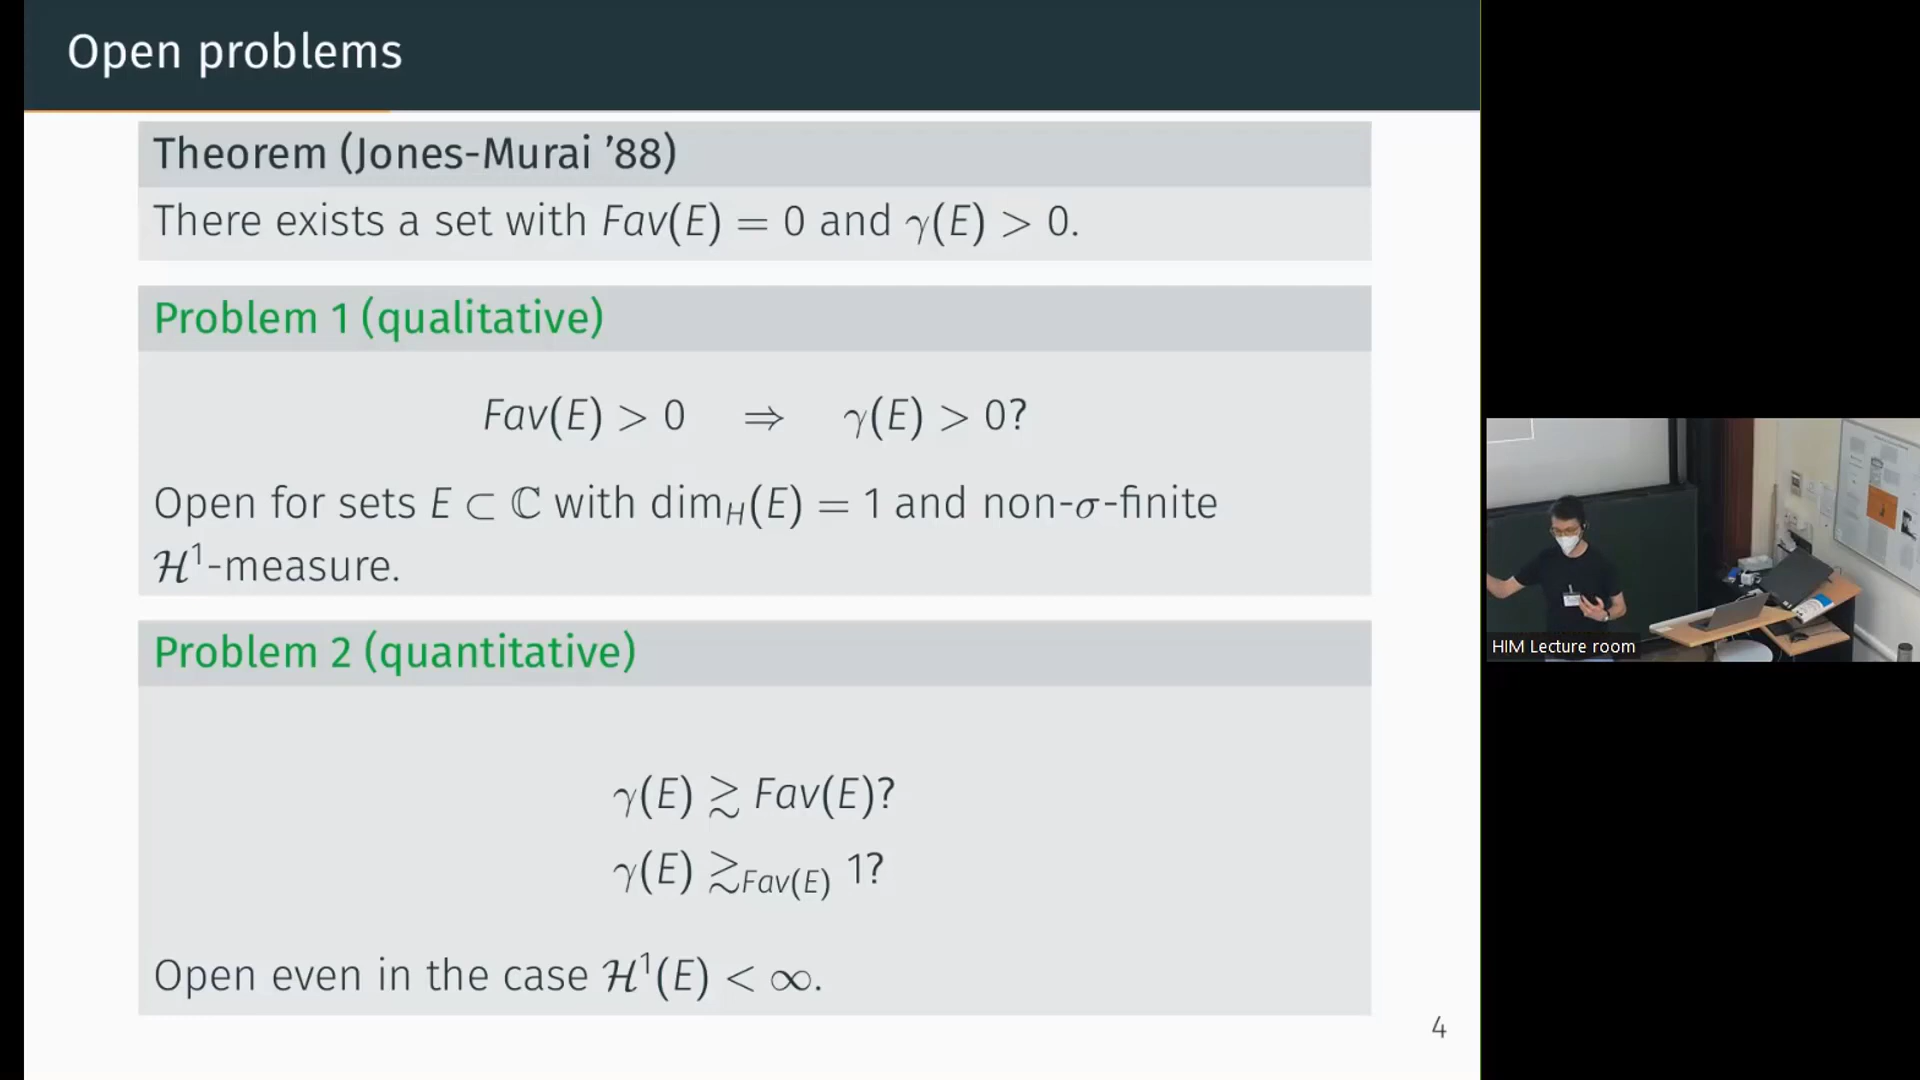 Open problems
Theorem (Jones-Murai ’88)
There exists a set with Fav(E) = 0 and γ(E) > 0.
Problem 1 (qualitative)
Fav(E) > 0 ⇒ γ(E) > 0?
Open for sets E ⊂ ℂ with dim_H(E) = 1 and non-σ-finite
ℋ¹-measure.
Problem 2 (quantitative)
γ(E) ≳ Fav(E)?
γ(E) ≳_{Fav(E)} 1?
Open even in the case ℋ¹(E) < ∞.
4
HIM Lecture room